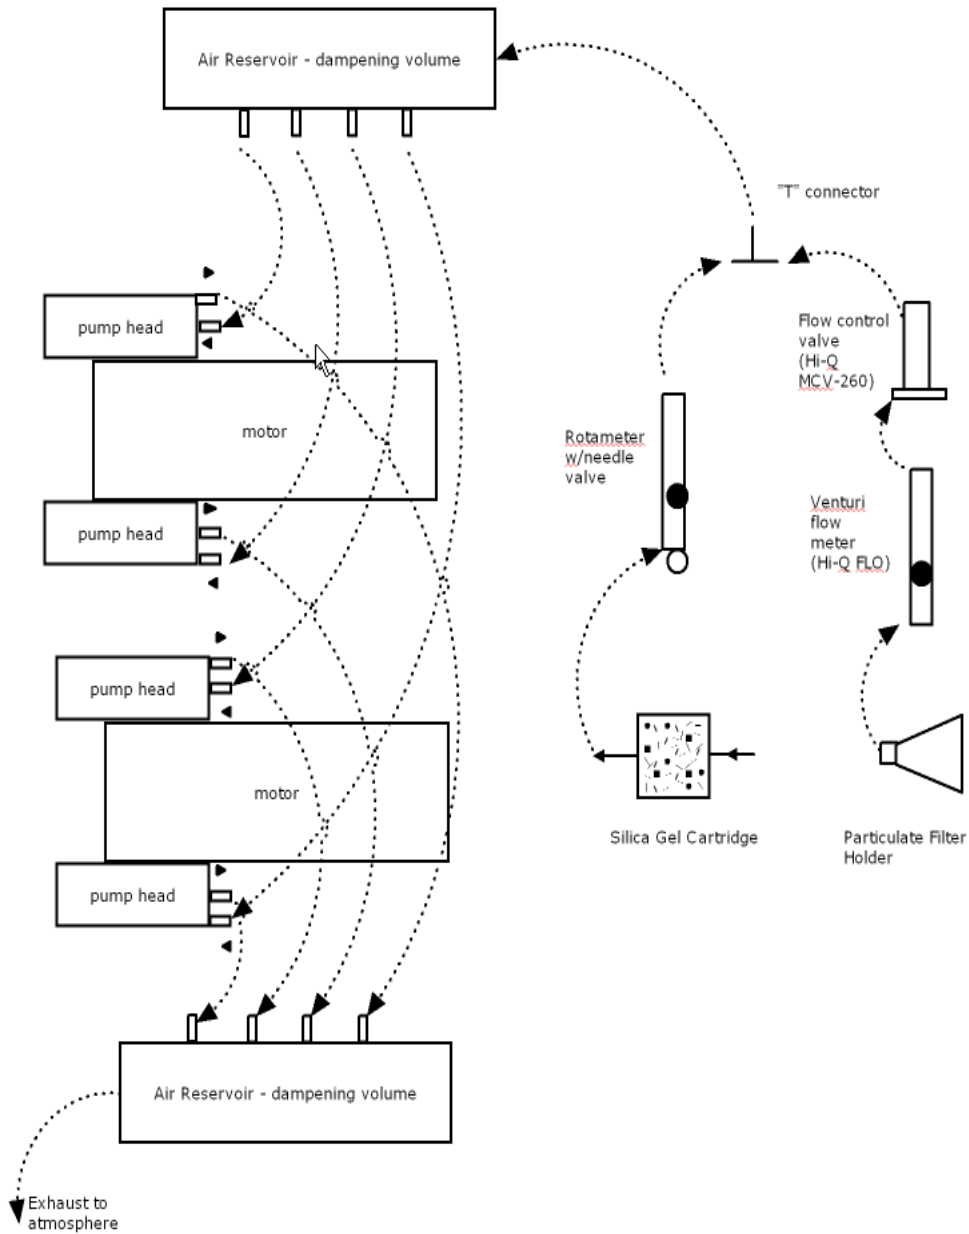 Air Reservoir - dampening volume
"T" connector
pump head
Flow control
valve
(Hi-Q
MCV-260)
motor
Rotameter
w/needle
valve
Venturi
flow
meter
(Hi-Q FLO)
pump head
pump head
motor
Silica Gel Cartridge
Particulate Filter
Holder
pump head
Air Reservoir - dampening volume
Exhaust to
atmosphere